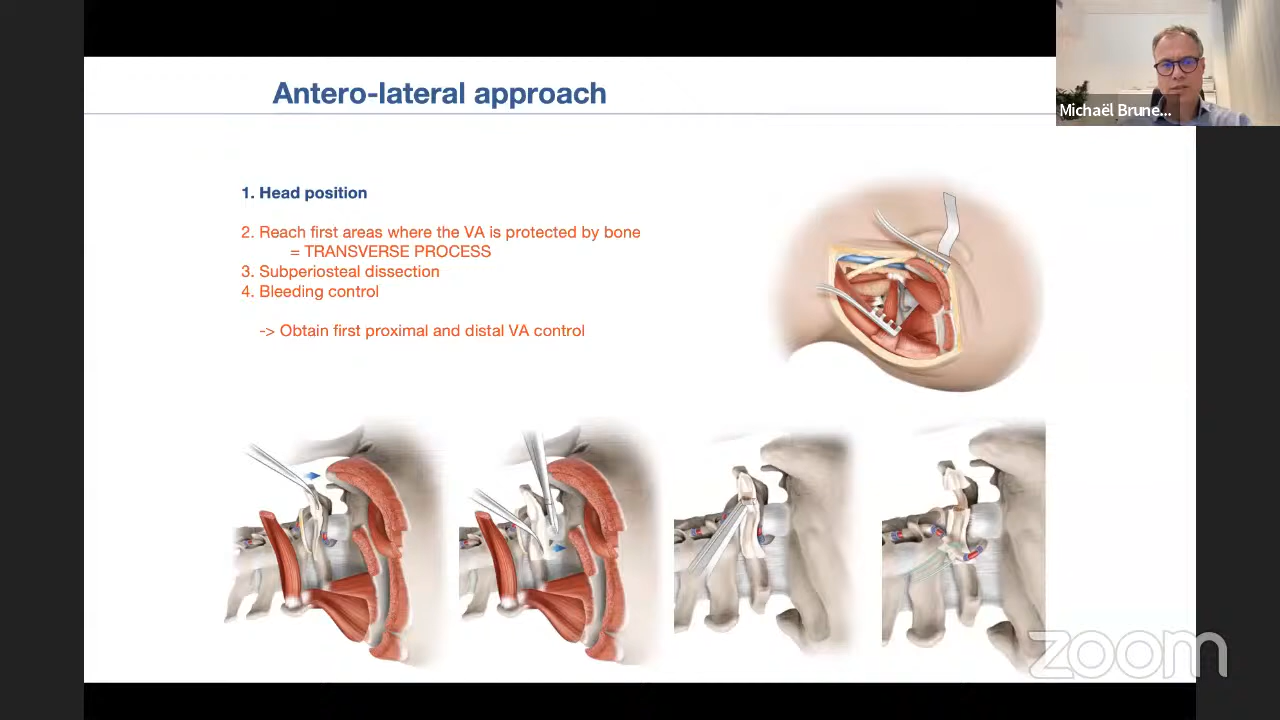 Antero-lateral approach
Michaël Brune...
1. Head position
2. Reach first areas where the VA is protected by bone
= TRANSVERSE PROCESS
3. Subperiosteal dissection
4. Bleeding control
-> Obtain first proximal and distal VA control
zoom